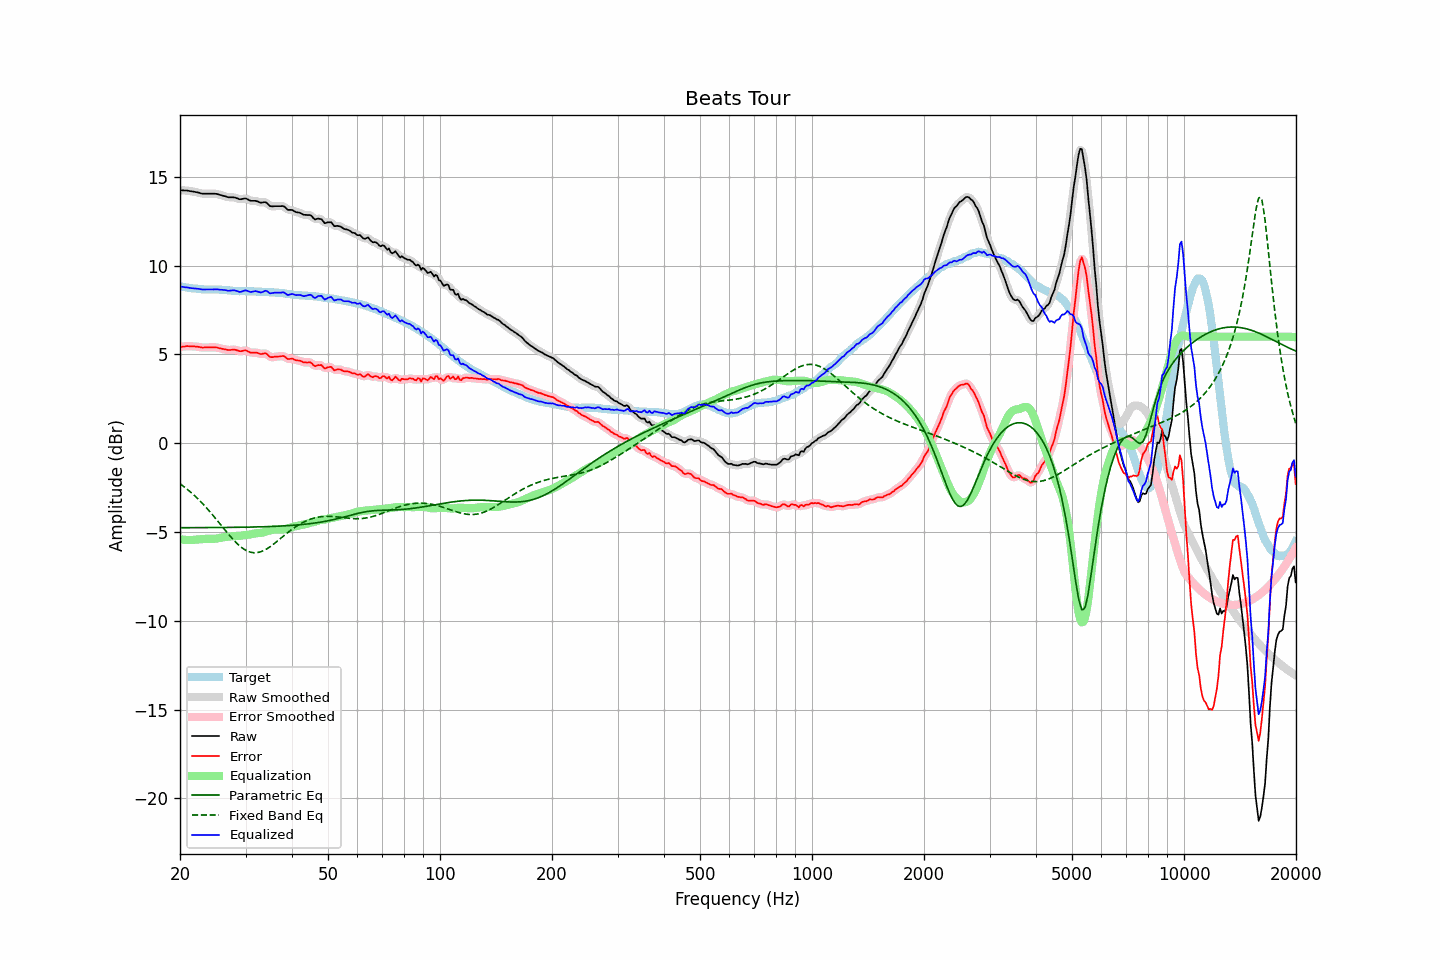 Beats Tour
Amplitude (dBr)
15
10
5
0
−5
−10
−15
−20
Target
Raw Smoothed
Error Smoothed
Raw
Error
Equalization
Parametric Eq
Fixed Band Eq
Equalized
20 50 100 200 500 1000 2000 5000 10000 20000
Frequency (Hz)